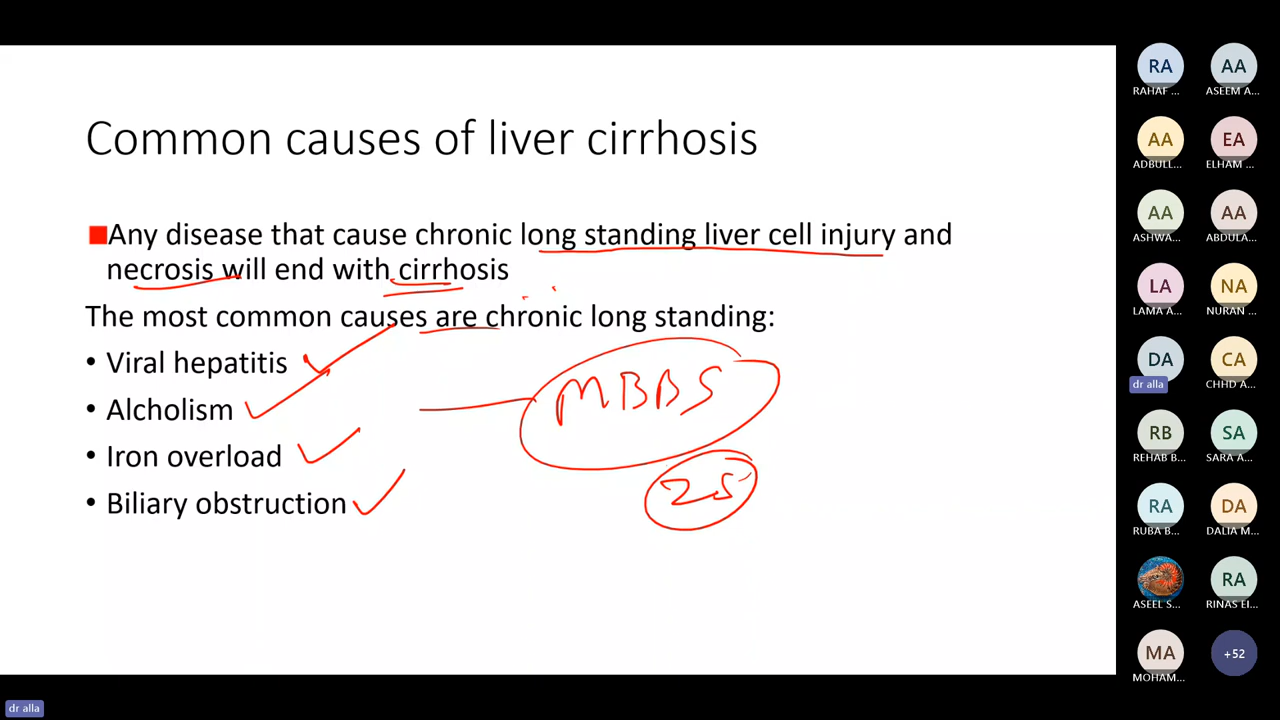 Common causes of liver cirrhosis
Any disease that cause chronic long standing liver cell injury and
necrosis will end with cirrhosis
The most common causes are chronic long standing:
• Viral hepatitis
• Alcholism
• Iron overload
• Biliary obstruction
MBBS
25
RA AA
RAHAF ... ASEEM A...
AA EA
ADBULL... ELHAM ...
AA AA
ASHWA... ABDULA...
LA NA
LAMA A... NURAN ...
DA CA
dr alla CHHD A...
RB SA
REHAB B... SARA A...
RA DA
RUBA B... DALIA M...
RA
ASEEL S... RINAS EI...
MA +52
MOHAM...
dr alla